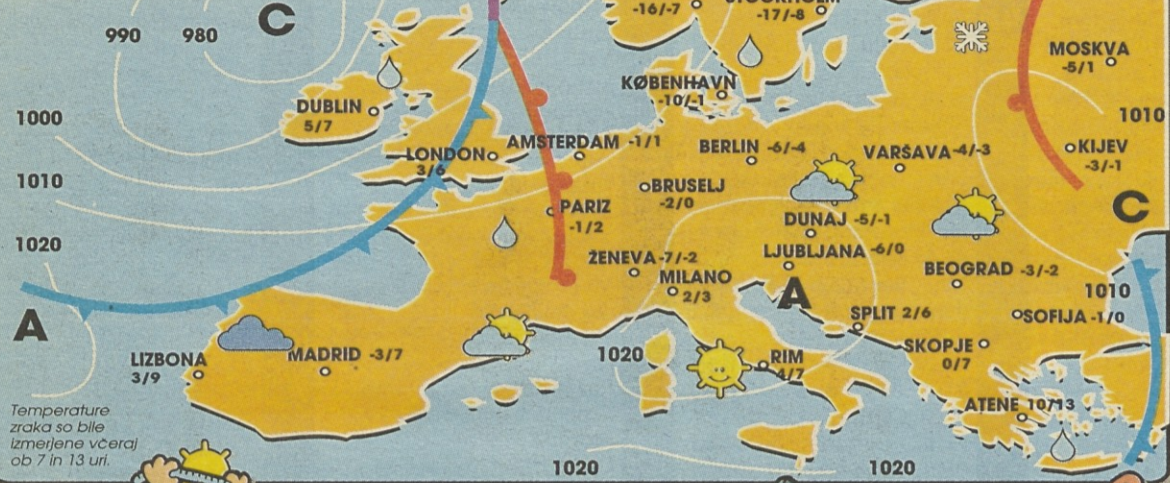 -16/-7
STOCKHOLM
-17/-8
990
980
C
MOSKVA
-5/1
KØBENHAVN
-10/-1
DUBLIN
5/7
1000
1010
AMSTERDAM -1/1
BERLIN -6/-4
VARŠAVA -4/-3
KIJEV
-3/-1
LONDON
3/6
1010
BRUSELJ
-2/0
PARIZ
-1/2
C
DUNAJ -5/-1
1020
ŽENEVA -7/-2
LJUBLJANA -6/0
MILANO
2/3
BEOGRAD -3/-2
1010
A
A
SPLIT 2/6
SOFIJA -1/0
LIZBONA
3/9
MADRID -3/7
1020
RIM
4/7
SKOPJE
0/7
ATENE 10/13
Temperature
zraka so bile
izmerjene včeraj
ob 7 in 13 uri.
1020
1020